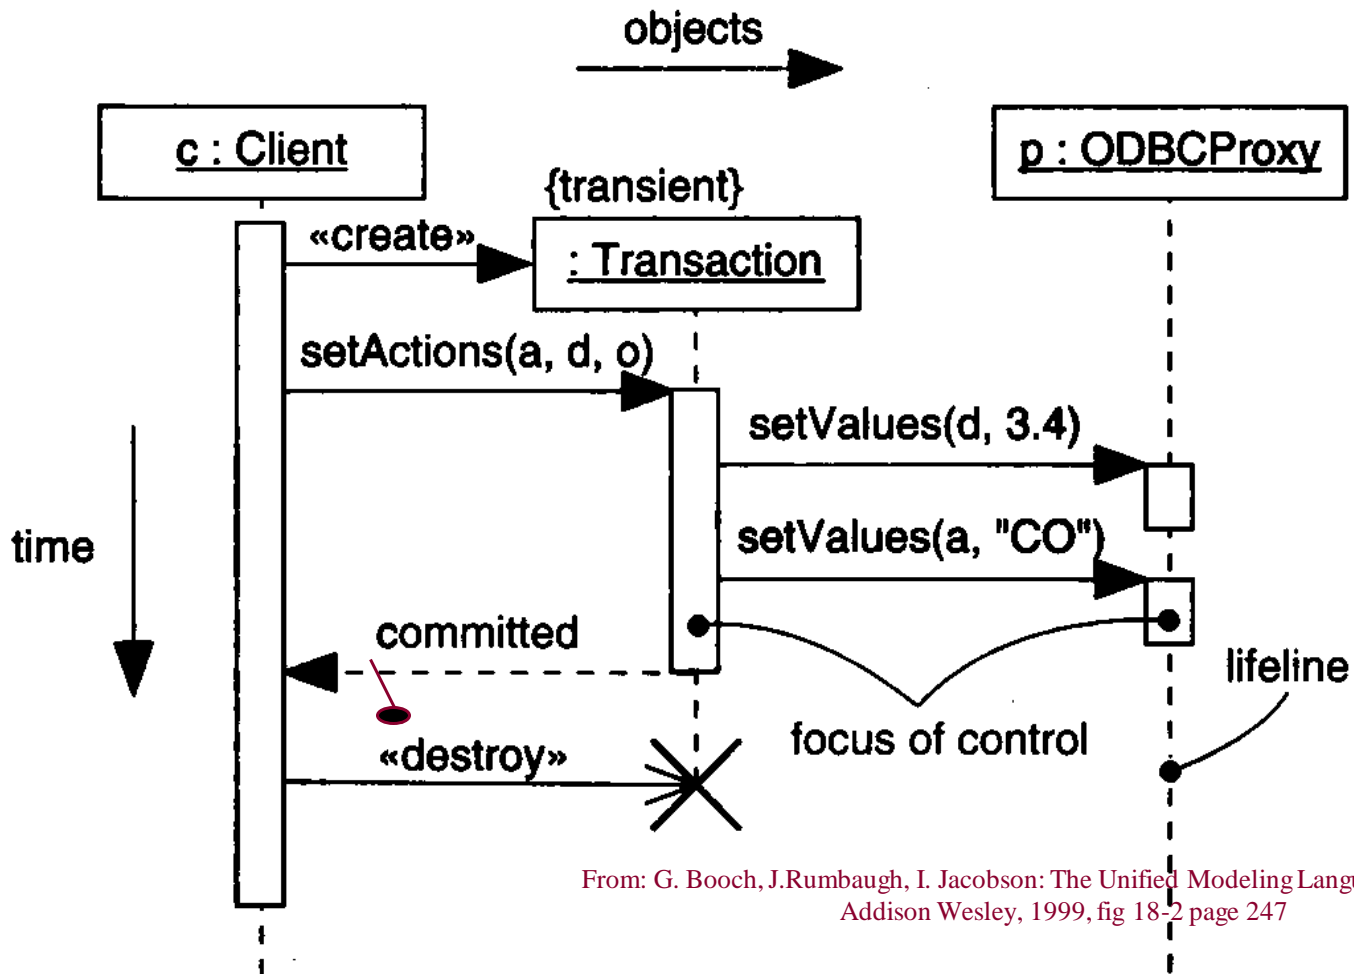 objects
c : Client
p : ODBCProxy
{transient}
«create»
: Transaction
setActions(a, d, o)
setValues(d, 3.4)
time
setValues(a, "CO")
committed
lifeline
focus of control
«destroy»
From: G. Booch, J.Rumbaugh, I. Jacobson: The Unified Modeling Langu
Addison Wesley, 1999, fig 18-2 page 247